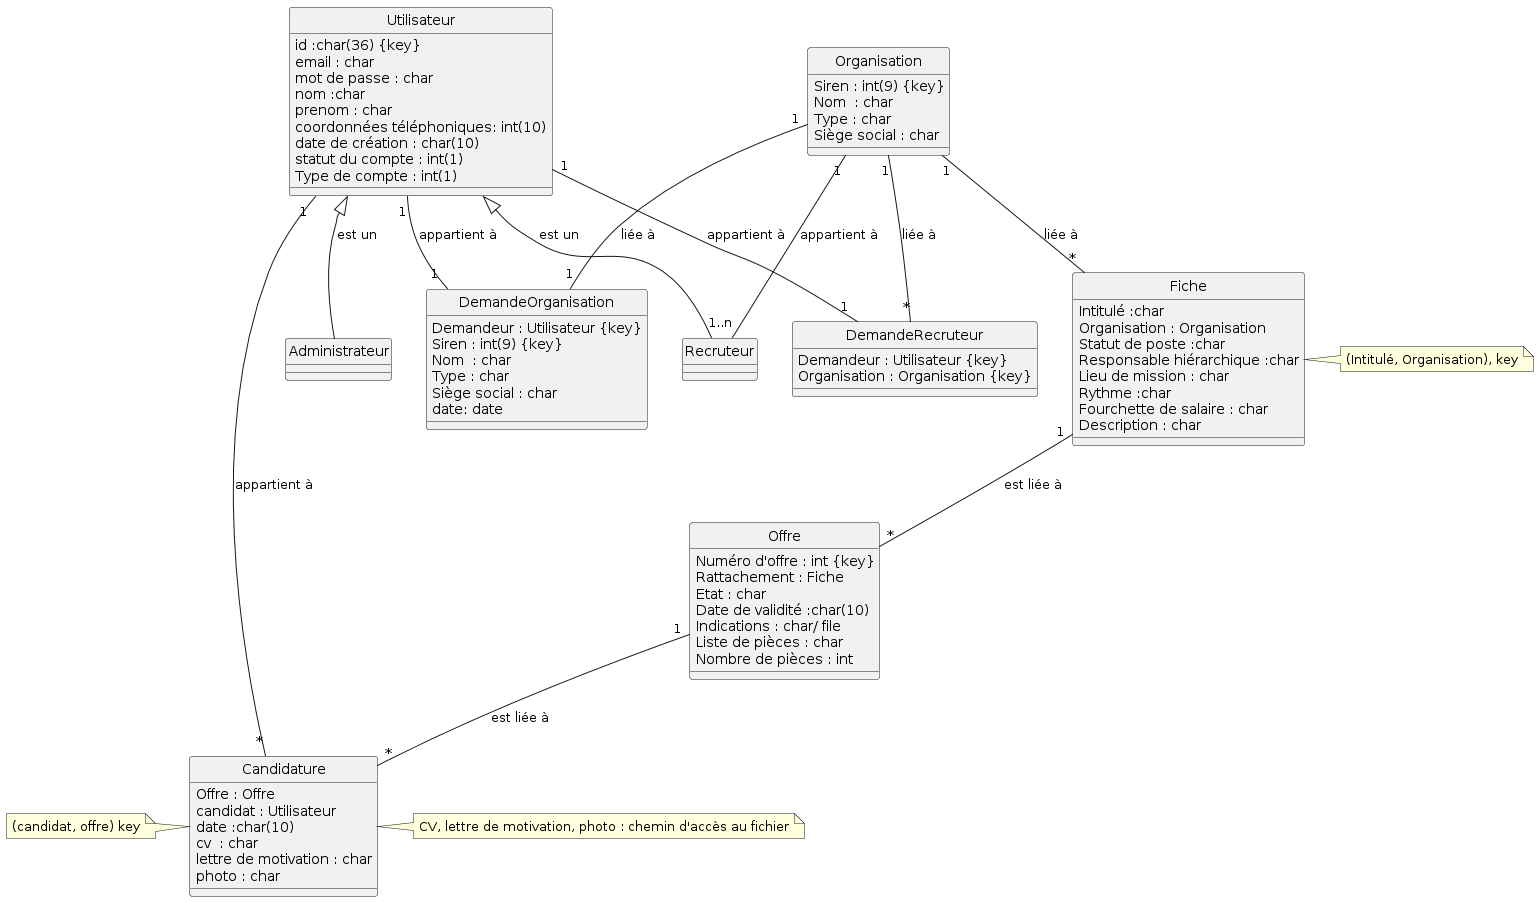 Utilisateur
id :char(36) {key}
email : char
mot de passe : char
nom :char
prenom : char
coordonnées téléphoniques: int(10)
date de création : char(10)
statut du compte : int(1)
Type de compte : int(1)
Organisation
Siren : int(9) {key}
Nom  : char
Type : char
Siège social : char
1
1
1
1
1
1
1
1
est un
appartient à
est un
liée à
appartient à
appartient à
liée à
liée à
1
1
1..n
1
*
*
DemandeOrganisation
Demandeur : Utilisateur {key}
Siren : int(9) {key}
Nom  : char
Type : char
Siège social : char
date: date
Administrateur
Recruteur
DemandeRecruteur
Demandeur : Utilisateur {key}
Organisation : Organisation {key}
Fiche
Intitulé :char
Organisation : Organisation
Statut de poste :char
Responsable hiérarchique :char
Lieu de mission : char
Rythme :char
Fourchette de salaire : char
Description : char
(Intitulé, Organisation), key
1
appartient à
est liée à
*
Offre
Numéro d'offre : int {key}
Rattachement : Fiche
Etat : char
Date de validité :char(10)
Indications : char/ file
Liste de pièces : char
Nombre de pièces : int
1
est liée à
*
*
Candidature
Offre : Offre
candidat : Utilisateur
date :char(10)
cv  : char
lettre de motivation : char
photo : char
(candidat, offre) key
CV, lettre de motivation, photo : chemin d'accès au fichier